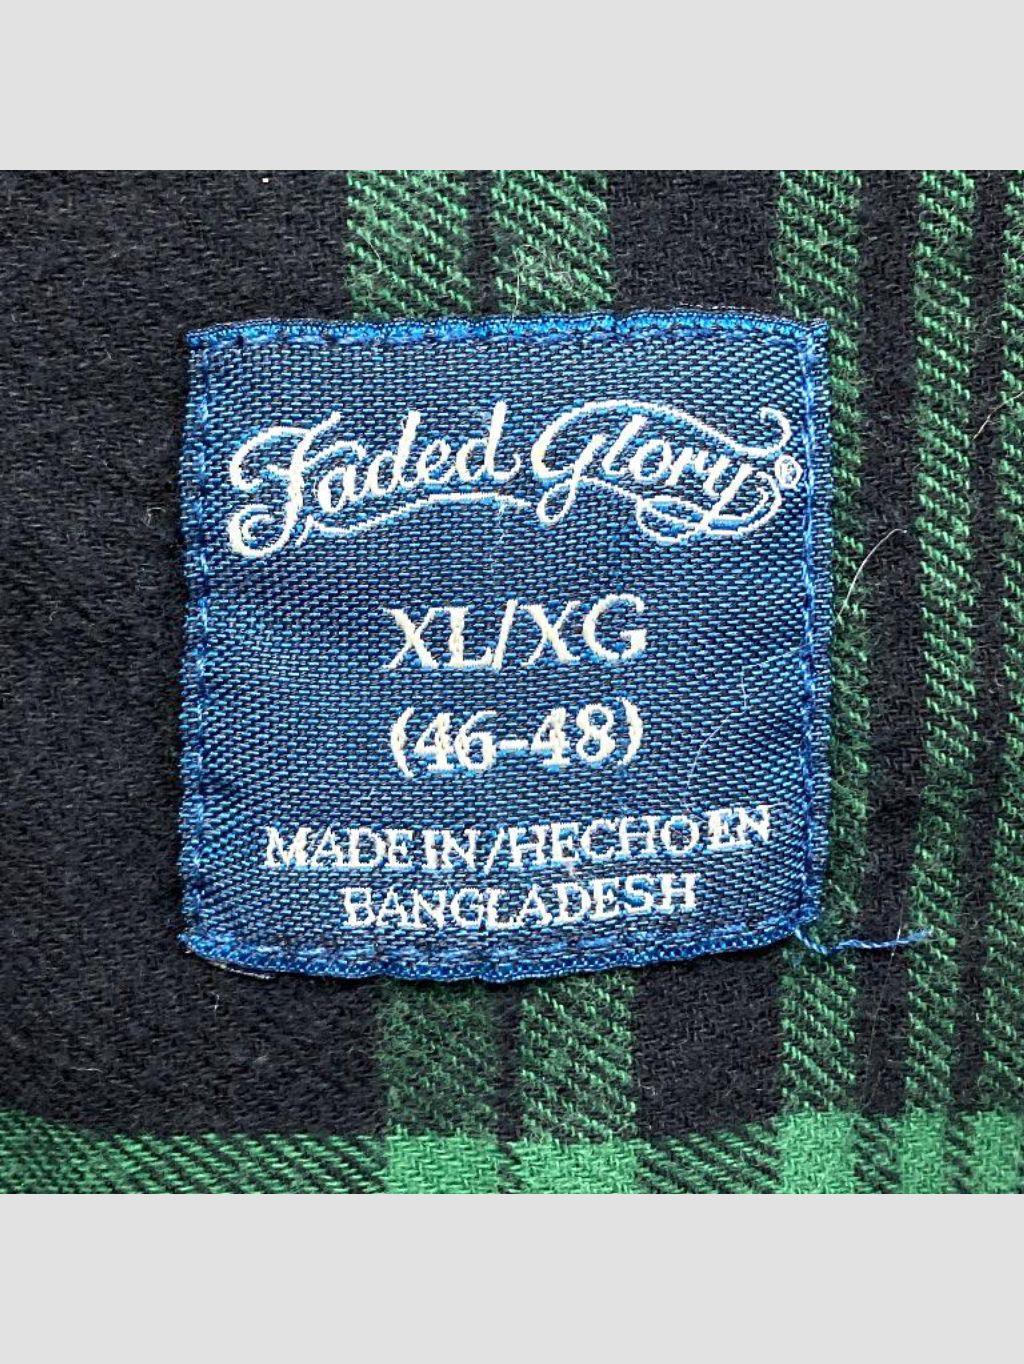 Faded Glory®
XL/XG
(46-48)
MADE IN/HECHO EN
BANGLADESH